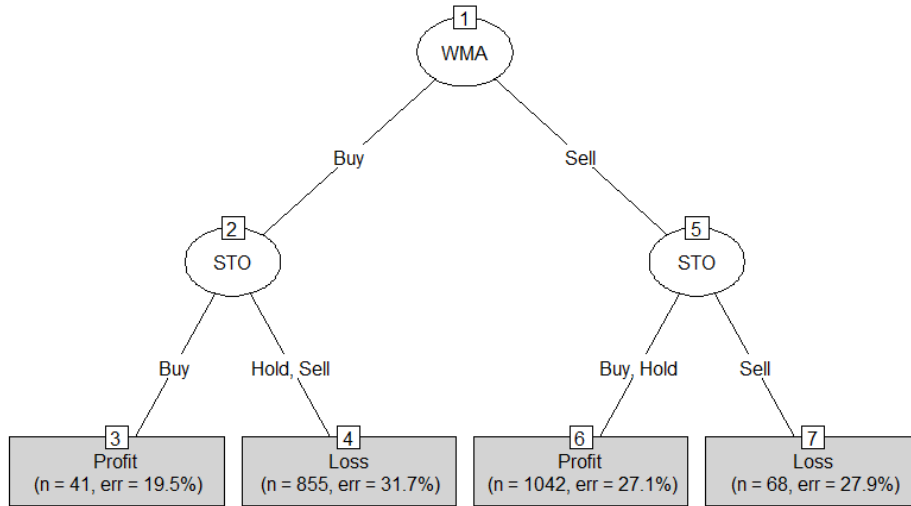 1
WMA
Buy
Sell
2
STO
5
STO
Buy
Hold, Sell
Buy, Hold
Sell
3
Profit
(n = 41, err = 19.5%)
4
Loss
(n = 855, err = 31.7%)
6
Profit
(n = 1042, err = 27.1%)
7
Loss
(n = 68, err = 27.9%)